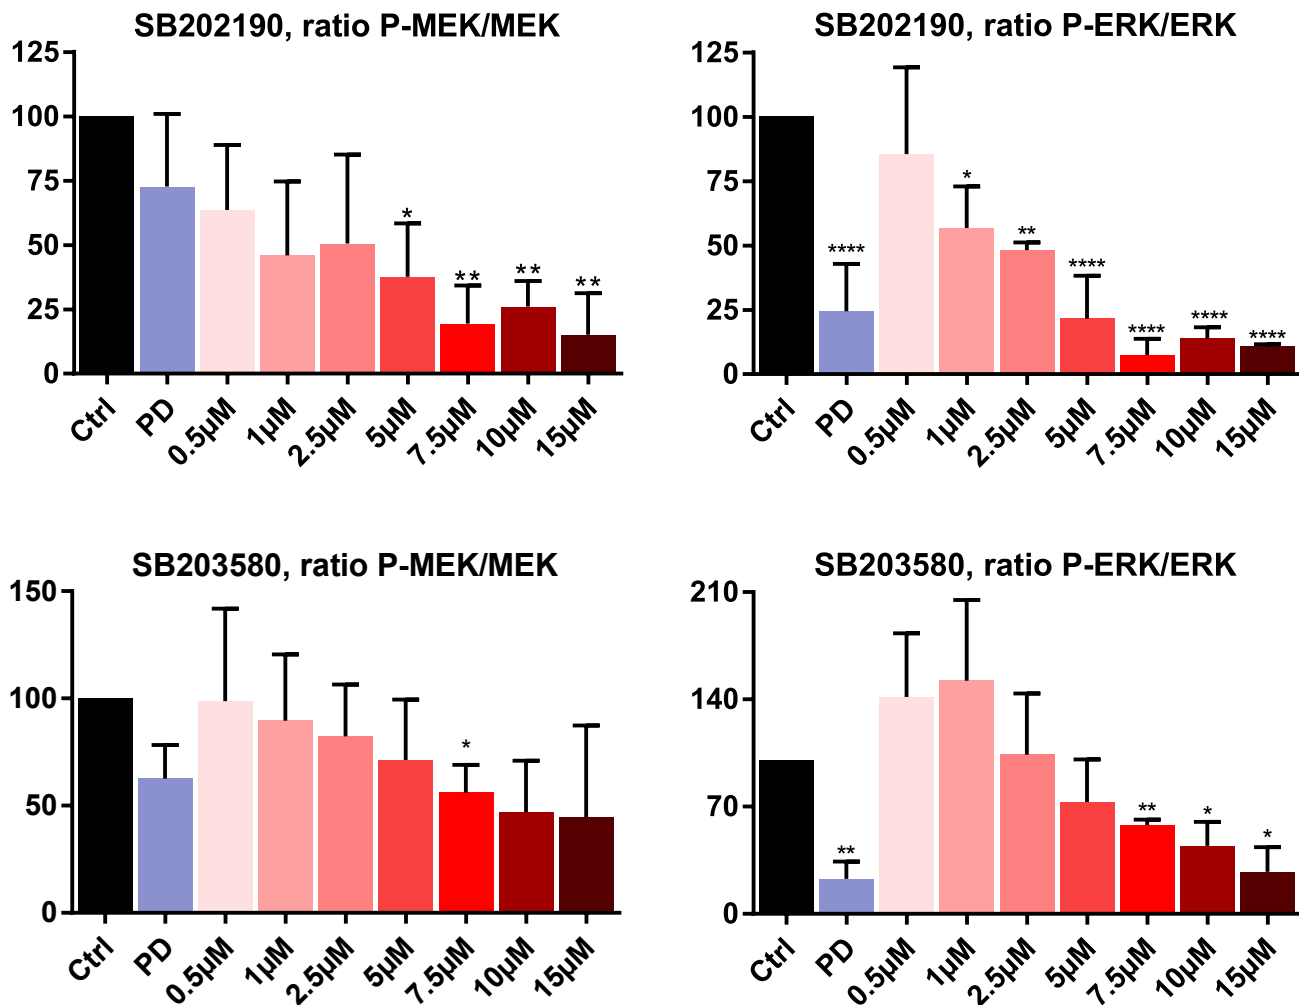 SB202190, ratio P-MEK/MEK
125
100
75
50
25
0
*
**
**
**
Ctrl
PD
0.5µM
1µM
2.5µM
5µM
7.5µM
10µM
15µM
SB202190, ratio P-ERK/ERK
125
100
75
50
25
0
****
*
**
****
****
****
****
Ctrl
PD
0.5µM
1µM
2.5µM
5µM
7.5µM
10µM
15µM
SB203580, ratio P-MEK/MEK
150
100
50
0
*
Ctrl
PD
0.5µM
1µM
2.5µM
5µM
7.5µM
10µM
15µM
SB203580, ratio P-ERK/ERK
210
140
70
0
**
**
*
*
Ctrl
PD
0.5µM
1µM
2.5µM
5µM
7.5µM
10µM
15µM